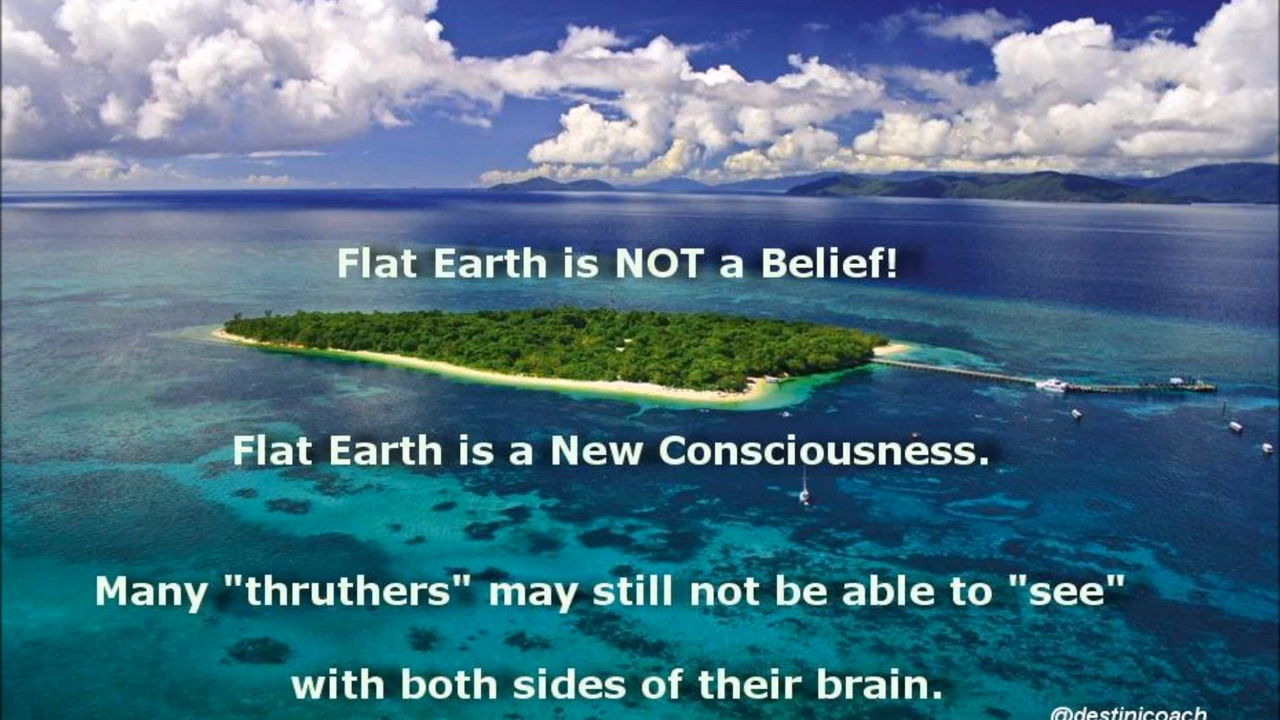 Flat Earth is NOT a Belief!
Flat Earth is a New Consciousness.
Many "thruthers" may still not be able to "see"
with both sides of their brain.
@destinicoach